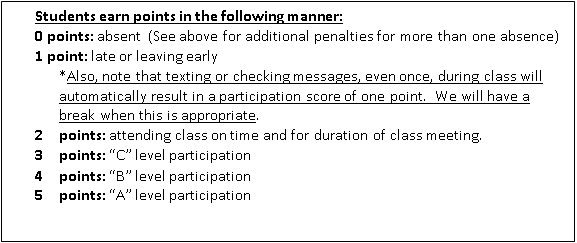 Students earn points in the following manner:
0 points: absent  (See above for additional penalties for more than one absence)
1 point: late or leaving early
*Also, note that texting or checking messages, even once, during class will
automatically result in a participation score of one point.  We will have a
break when this is appropriate.
2 points: attending class on time and for duration of class meeting.
3 points: “C” level participation
4 points: “B” level participation
5 points: “A” level participation